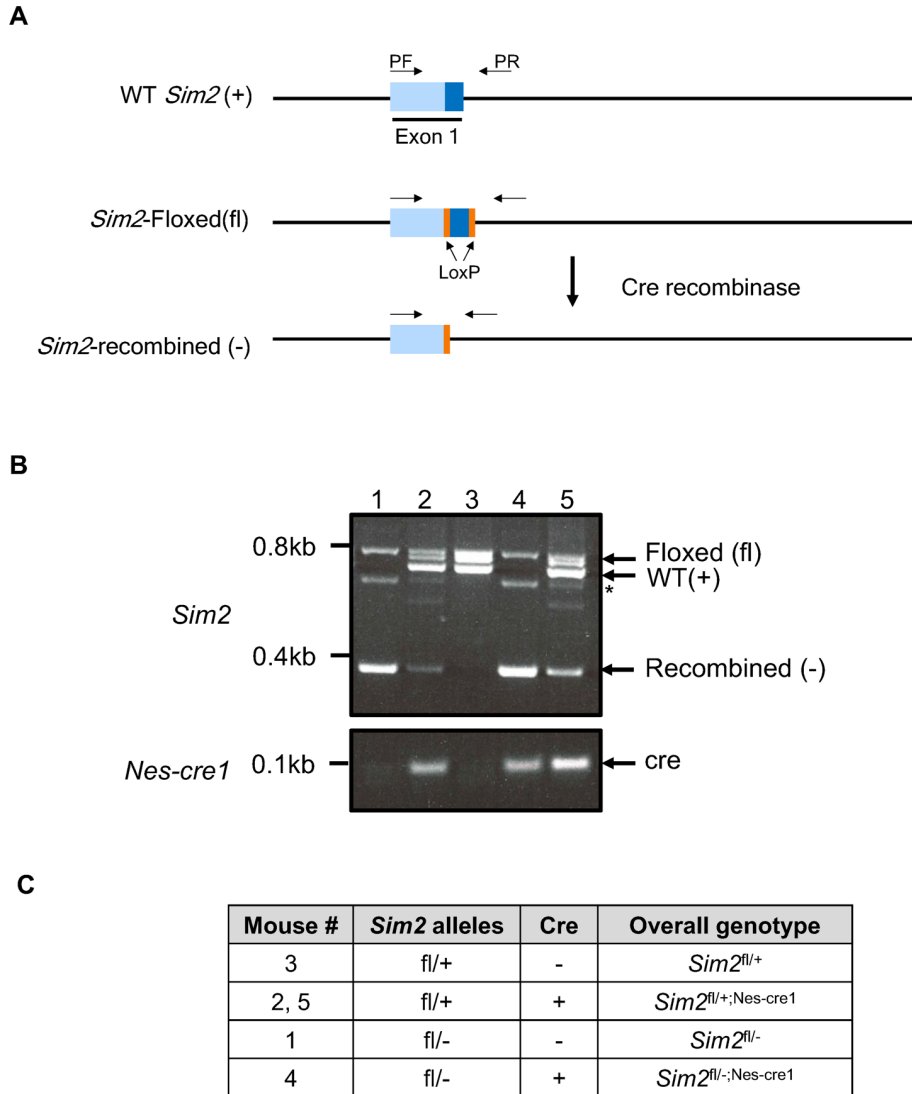 A
PF PR
WT Sim2 (+)
Exon 1
Sim2-Floxed(fl)
LoxP
Cre recombinase
Sim2-recombined (-)
B
1 2 3 4 5
0.8kb
Floxed (fl)
WT(+)
*
Sim2
0.4kb
Recombined (-)
Nes-cre1
0.1kb
cre
C
Mouse # Sim2 alleles Cre Overall genotype
3 fl/+ - Sim2fl/+
2, 5 fl/+ + Sim2fl/+;Nes-cre1
1 fl/- - Sim2fl/-
4 fl/- + Sim2fl/-;Nes-cre1